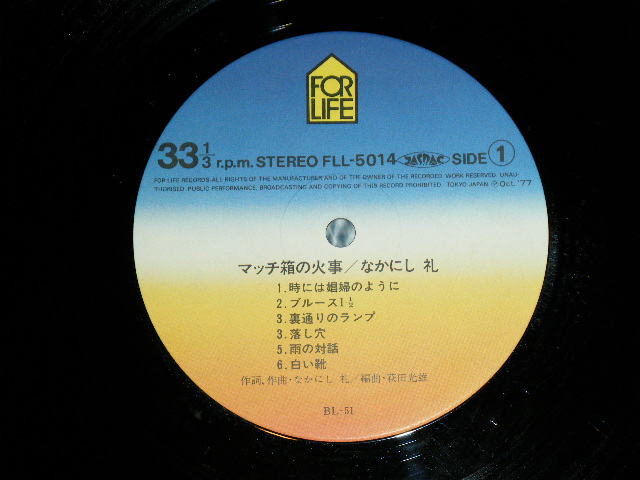 FOR
LIFE
33 1/3 r.p.m. STEREO FLL-5014 JASRAC SIDE 1
FOR LIFE RECORDS·ALL RIGHTS OF THE MANUFACTURER AND OF THE OWNER OF THE RECORDED WORK RESERVED. UNAU-
THORISED PUBLIC PERFORMANCE, BROADCASTING AND COPYING OF THIS RECORD PROHIBITED. TOKYO JAPAN ℗ Oct. '77
マッチ箱の火事/なかにし 礼
1.時には娼婦のように
2.ブルース1½
3.裏通りのランプ
3.落し穴
5.雨の対話
6.白い靴
作詞、作曲・なかにし 礼/編曲・萩田光雄
BL-51